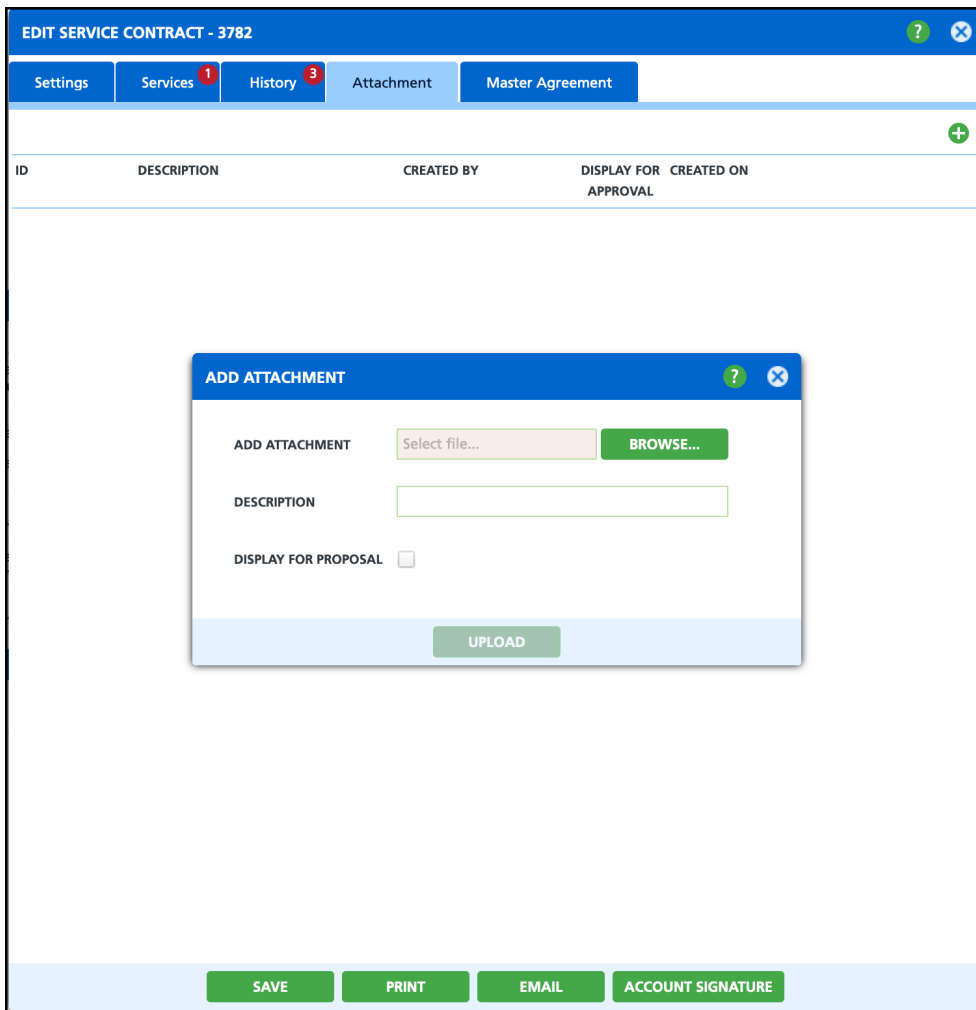 EDIT SERVICE CONTRACT - 3782 ?
Settings Services 1 History 3 Attachment Master Agreement
ID DESCRIPTION CREATED BY DISPLAY FOR CREATED ON
APPROVAL
ADD ATTACHMENT ?
ADD ATTACHMENT Select file... BROWSE...
DESCRIPTION
DISPLAY FOR PROPOSAL
UPLOAD
SAVE PRINT EMAIL ACCOUNT SIGNATURE